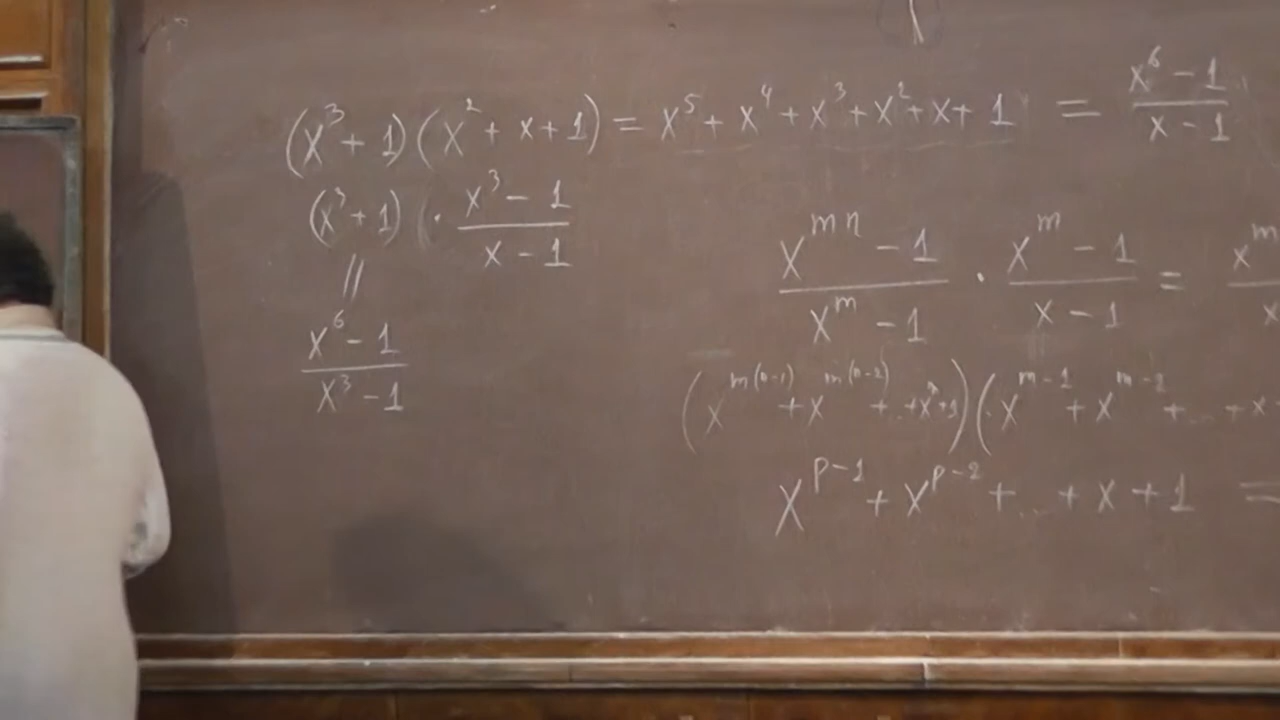 (x³ + 1)(x² + x + 1) = x⁵ + x⁴ + x³ + x² + x + 1 = (x⁶ − 1)/(x − 1)
(x³ + 1) · (x³ − 1)/(x − 1)
//
(x⁶ − 1)/(x³ − 1)
(x^{mn} − 1)/(x^m − 1) · (x^m − 1)/(x − 1) = x^m
(x^{m(n-1)} + x^{m(n-2)} + .. + x^m + 1)(x^{m-1} + x^{m-2} + ... + x
x^{p-1} + x^{p-2} + ... + x + 1 =